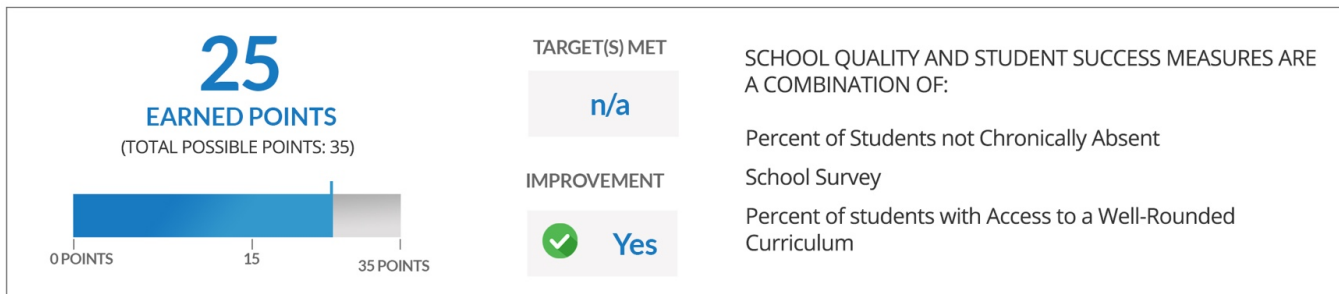 25
EARNED POINTS
(TOTAL POSSIBLE POINTS: 35)
0 POINTS
15
35 POINTS
TARGET(S) MET
n/a
IMPROVEMENT
Yes
SCHOOL QUALITY AND STUDENT SUCCESS MEASURES ARE
A COMBINATION OF:
Percent of Students not Chronically Absent
School Survey
Percent of students with Access to a Well-Rounded
Curriculum